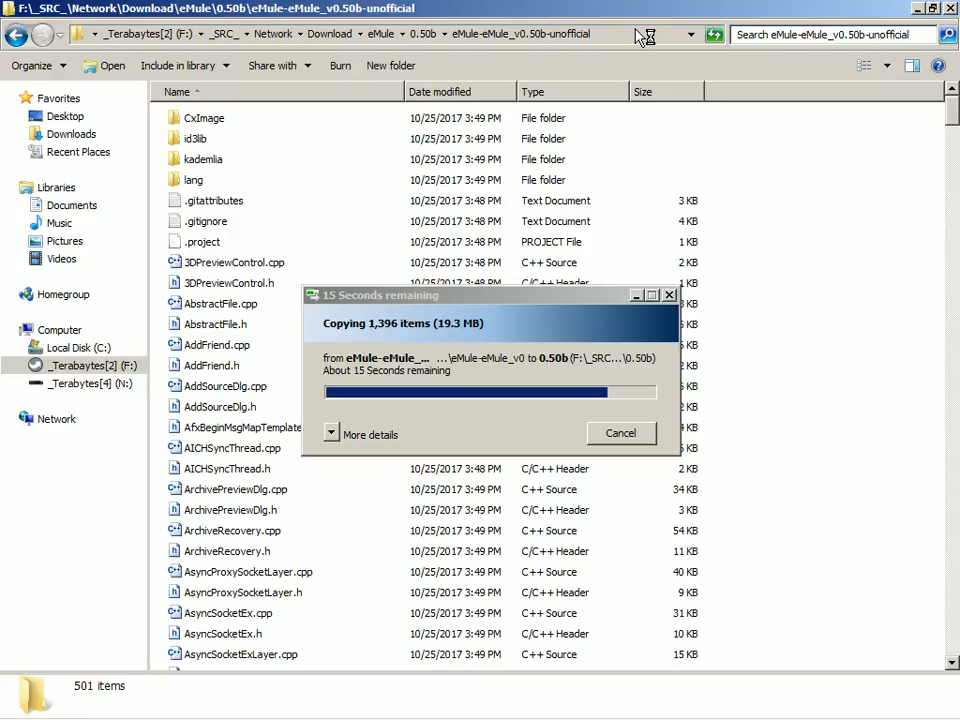 F:\_SRC_\Network\Download\eMule\0.50b\eMule-eMule_v0.50b-unofficial
_Terabaytes[2] (F:) _SRC_ Network Download eMule 0.50b eMule-eMule_v0.50b-unofficial
Search eMule-eMule_v0.50b-unofficial
Organize Open Include in library Share with Burn New folder
Name Date modified Type Size
Favorites
Desktop
Downloads
Recent Places
Libraries
Documents
Music
Pictures
Videos
Homegroup
Computer
Local Disk (C:)
_Terabaytes[2] (F:)
_Terabytes[4] (N:)
Network
CxImage 10/25/2017 3:49 PM File folder
id3lib 10/25/2017 3:49 PM File folder
kademlia 10/25/2017 3:49 PM File folder
lang 10/25/2017 3:49 PM File folder
.gitattributes 10/25/2017 3:48 PM Text Document 3 KB
.gitignore 10/25/2017 3:48 PM Text Document 4 KB
.project 10/25/2017 3:48 PM PROJECT File 1 KB
3DPreviewControl.cpp 10/25/2017 3:48 PM C++ Source 2 KB
3DPreviewControl.h 10/25/2017 3:48 PM C/C++ Header 1 KB
AbstractFile.cpp
AbstractFile.h
AddFriend.cpp
AddFriend.h
AddSourceDlg.cpp
AddSourceDlg.h
AfxBeginMsgMapTemplate
AICHSyncThread.cpp
AICHSyncThread.h 10/25/2017 3:48 PM C/C++ Header 2 KB
ArchivePreviewDlg.cpp 10/25/2017 3:49 PM C++ Source 34 KB
ArchivePreviewDlg.h 10/25/2017 3:49 PM C/C++ Header 3 KB
ArchiveRecovery.cpp 10/25/2017 3:49 PM C++ Source 54 KB
ArchiveRecovery.h 10/25/2017 3:49 PM C/C++ Header 11 KB
AsyncProxySocketLayer.cpp 10/25/2017 3:49 PM C++ Source 40 KB
AsyncProxySocketLayer.h 10/25/2017 3:49 PM C/C++ Header 9 KB
AsyncSocketEx.cpp 10/25/2017 3:49 PM C++ Source 31 KB
AsyncSocketEx.h 10/25/2017 3:49 PM C/C++ Header 10 KB
AsyncSocketExLayer.cpp 10/25/2017 3:49 PM C++ Source 15 KB
15 Seconds remaining
Copying 1,396 items (19.3 MB)
from eMule-eMule_... ...\eMule-eMule_v0 to 0.50b (F:\_SRC...\0.50b)
About 15 Seconds remaining
More details
Cancel
501 items